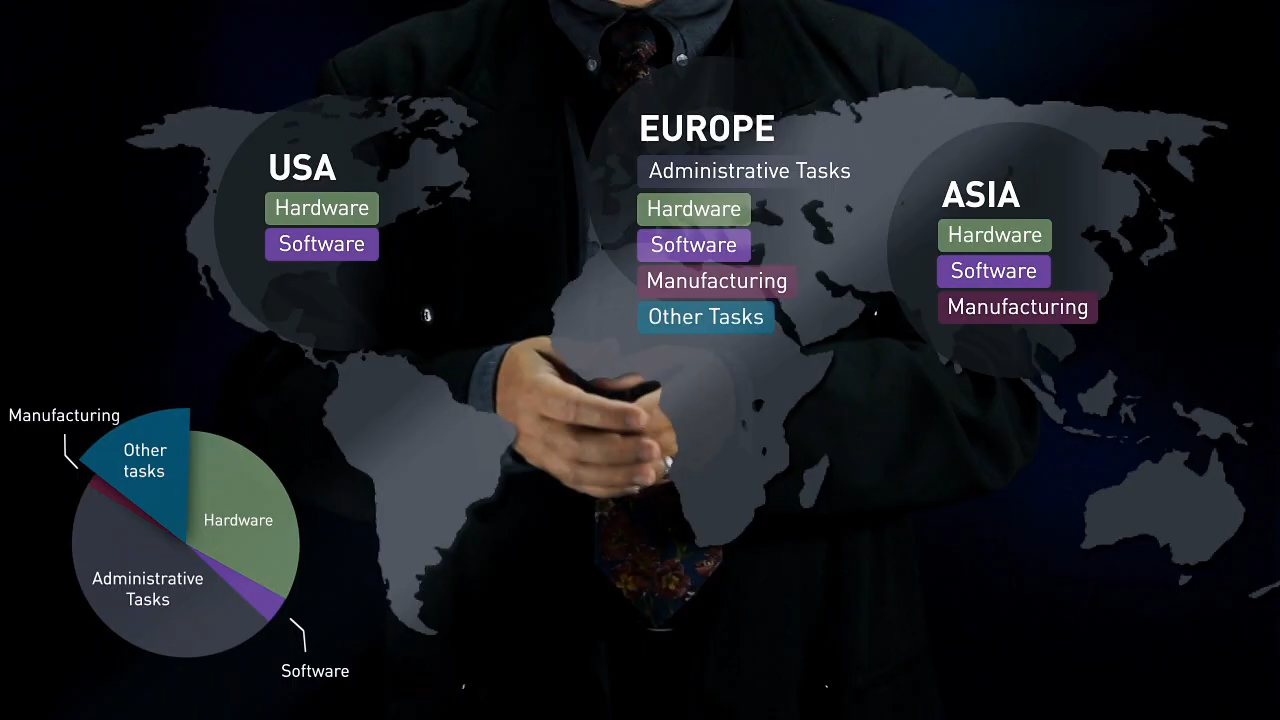 USA
Hardware
Software
EUROPE
Administrative Tasks
Hardware
Software
Manufacturing
Other Tasks
ASIA
Hardware
Software
Manufacturing
Manufacturing
Other
tasks
Hardware
Administrative
Tasks
Software